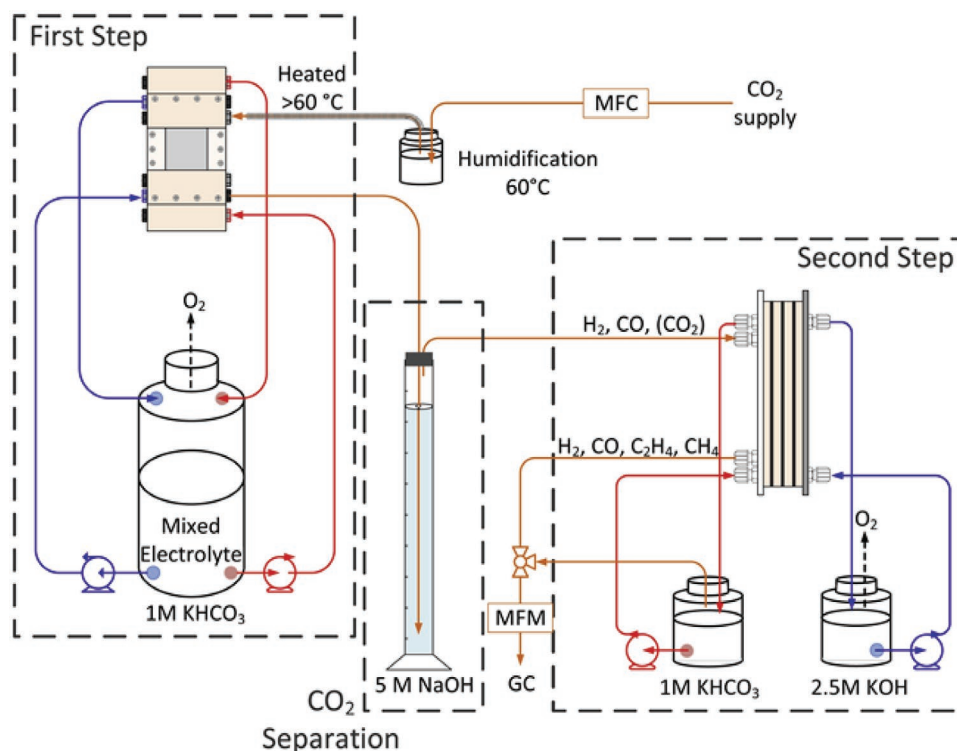 First Step
Heated
>60 °C
MFC
CO₂
supply
Humidification
60°C
Second Step
O₂
H₂, CO, (CO₂)
H₂, CO, C₂H₄, CH₄
Mixed
Electrolyte
1M KHCO₃
O₂
MFM
GC
5 M NaOH
1M KHCO₃
2.5M KOH
CO₂
Separation